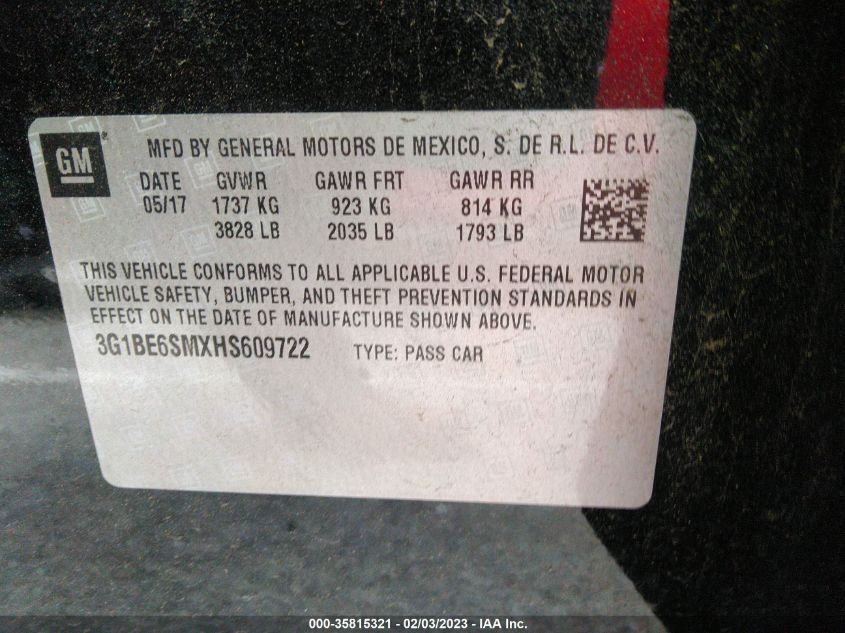 GM
MFD BY GENERAL MOTORS DE MEXICO, S. DE R.L. DE C.V.
DATE GVWR GAWR FRT GAWR RR
05/17 1737 KG 923 KG 814 KG
3828 LB 2035 LB 1793 LB
THIS VEHICLE CONFORMS TO ALL APPLICABLE U.S. FEDERAL MOTOR
VEHICLE SAFETY, BUMPER, AND THEFT PREVENTION STANDARDS IN
EFFECT ON THE DATE OF MANUFACTURE SHOWN ABOVE.
3G1BE6SMXHS609722 TYPE: PASS CAR
000-35815321 - 02/03/2023 - IAA Inc.